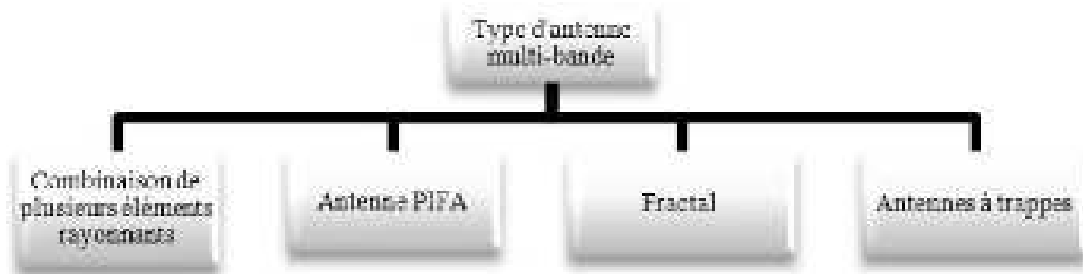 Type d'antenne
multi-bande
Combinaison de
plusieurs éléments
rayonnants
Antenne PIFA
Fractal
Antennes à trappes